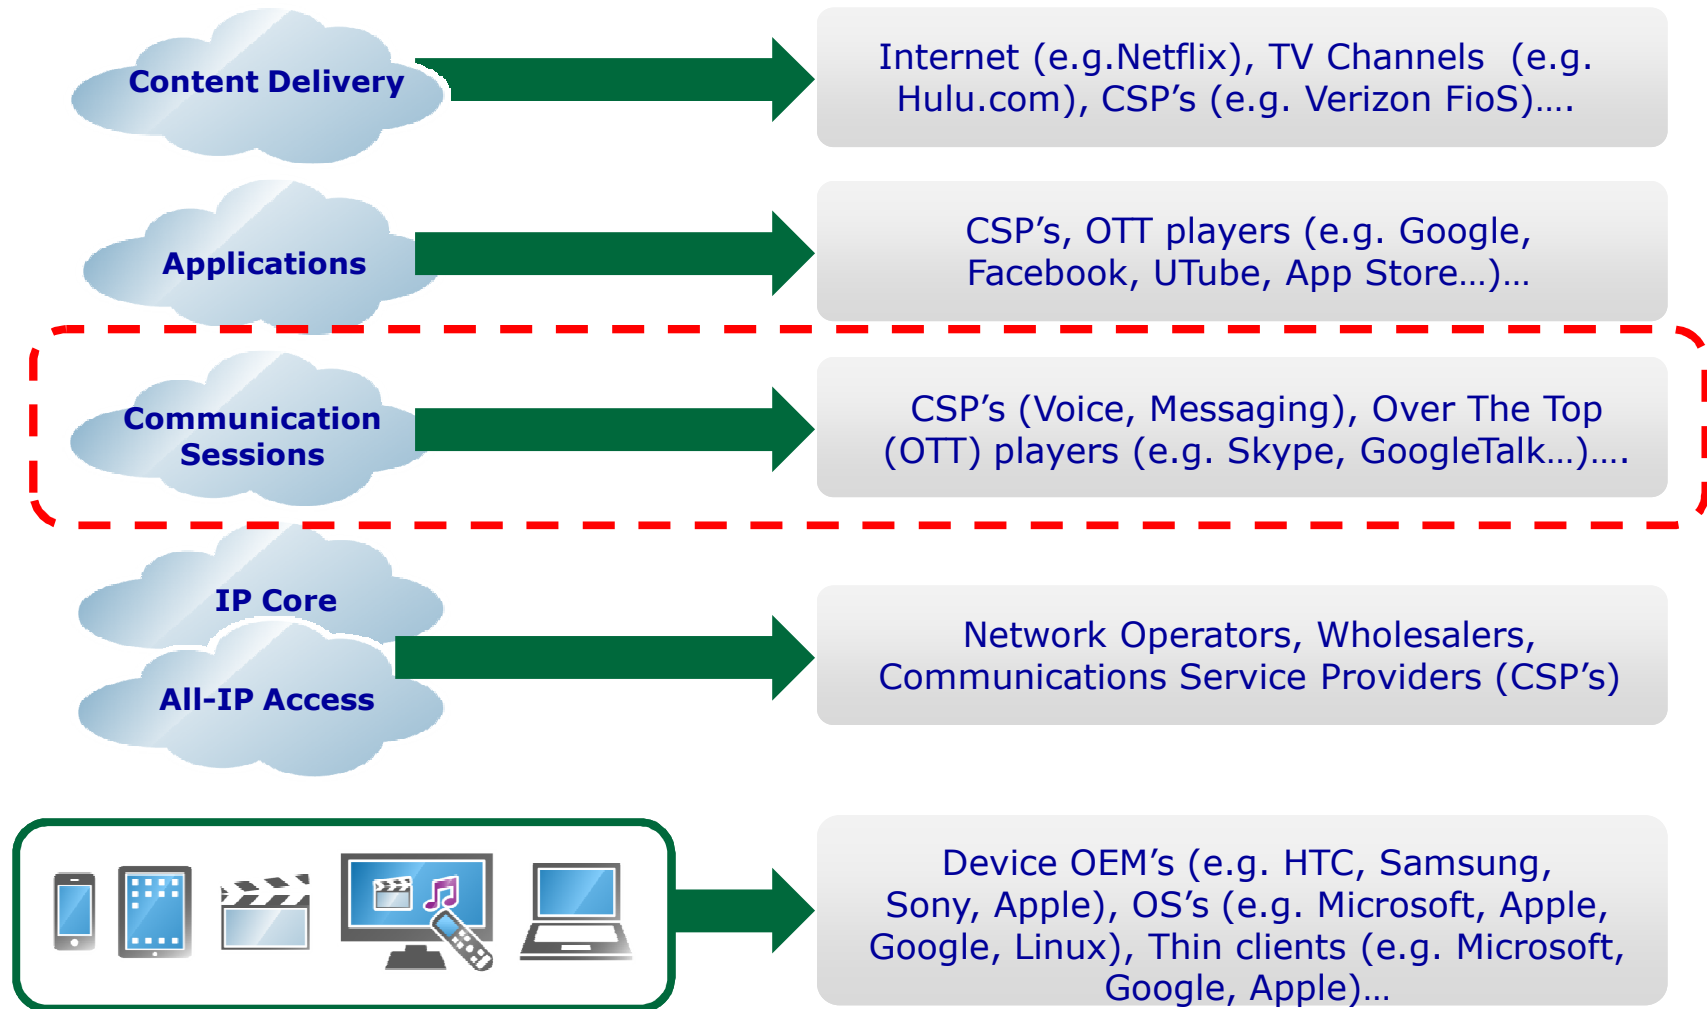 Content Delivery
Internet (e.g.Netflix), TV Channels (e.g.
Hulu.com), CSP’s (e.g. Verizon FioS)....
Applications
CSP’s, OTT players (e.g. Google,
Facebook, UTube, App Store…)…
Communication
Sessions
CSP’s (Voice, Messaging), Over The Top
(OTT) players (e.g. Skype, GoogleTalk…)….
IP Core
All-IP Access
Network Operators, Wholesalers,
Communications Service Providers (CSP’s)
Device OEM’s (e.g. HTC, Samsung,
Sony, Apple), OS’s (e.g. Microsoft, Apple,
Google, Linux), Thin clients (e.g. Microsoft,
Google, Apple)…